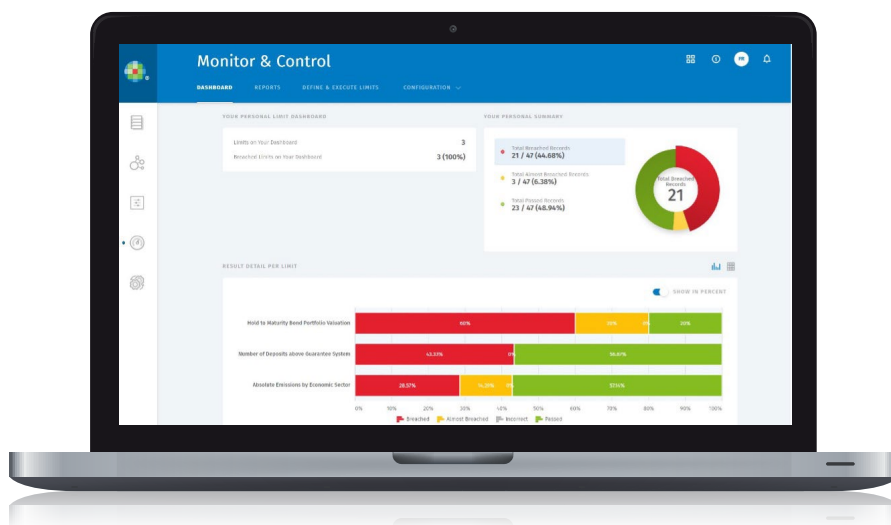 Monitor & Control
DASHBOARD REPORTS DEFINE & EXECUTE LIMITS CONFIGURATION
YOUR PERSONAL LIMIT DASHBOARD
Limits on Your Dashboard 3
Breached Limits on Your Dashboard 3 (100%)
YOUR PERSONAL SUMMARY
Total Breached Records
21 / 47 (44.68%)
Total Almost Breached Records
3 / 47 (6.38%)
Total Passed Records
23 / 47 (48.94%)
Total Breached
Records
21
RESULT DETAIL PER LIMIT
SHOW IN PERCENT
Hold to Maturity Bond Portfolio Valuation 60% 20% 0% 20%
Number of Deposits above Guarantee System 43.33% 0% 56.67%
Absolute Emissions by Economic Sector 28.57% 14.29% 0% 57.14%
0% 10% 20% 30% 40% 50% 60% 70% 80% 90% 100%
Breached Almost Breached Incorrect Passed